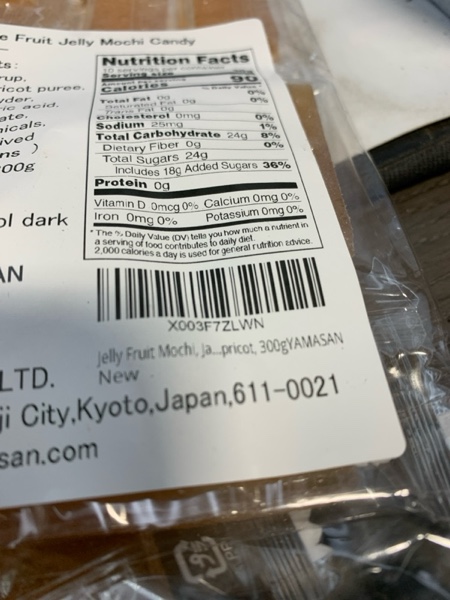 e Fruit Jelly Mochi Candy
ts:
rup.
ricot puree.
vder.
ric acid.
ate.
micals.
ived
ns )
00g
ol dark
AN
LTD.
ji City,Kyoto,Japan,611-0021
san.com
Nutrition Facts
Serving size
Calories 90
% Daily Value*
Total Fat 0g 0%
Saturated Fat 0g 0%
Trans Fat 0g
Cholesterol 0mg 0%
Sodium 25mg 1%
Total Carbohydrate 24g 8%
Dietary Fiber 0g 0%
Total Sugars 24g
Includes 18g Added Sugars 36%
Protein 0g
Vitamin D 0mcg 0% Calcium 0mg 0%
Iron 0mg 0% Potassium 0mg 0%
*The % Daily Value (DV) tells you how much a nutrient in
a serving of food contributes to daily diet.
2,000 calories a day is used for general nutrition advice.
X003F7ZLWN
Jelly Fruit Mochi, Ja...pricot, 300gYAMASAN
New